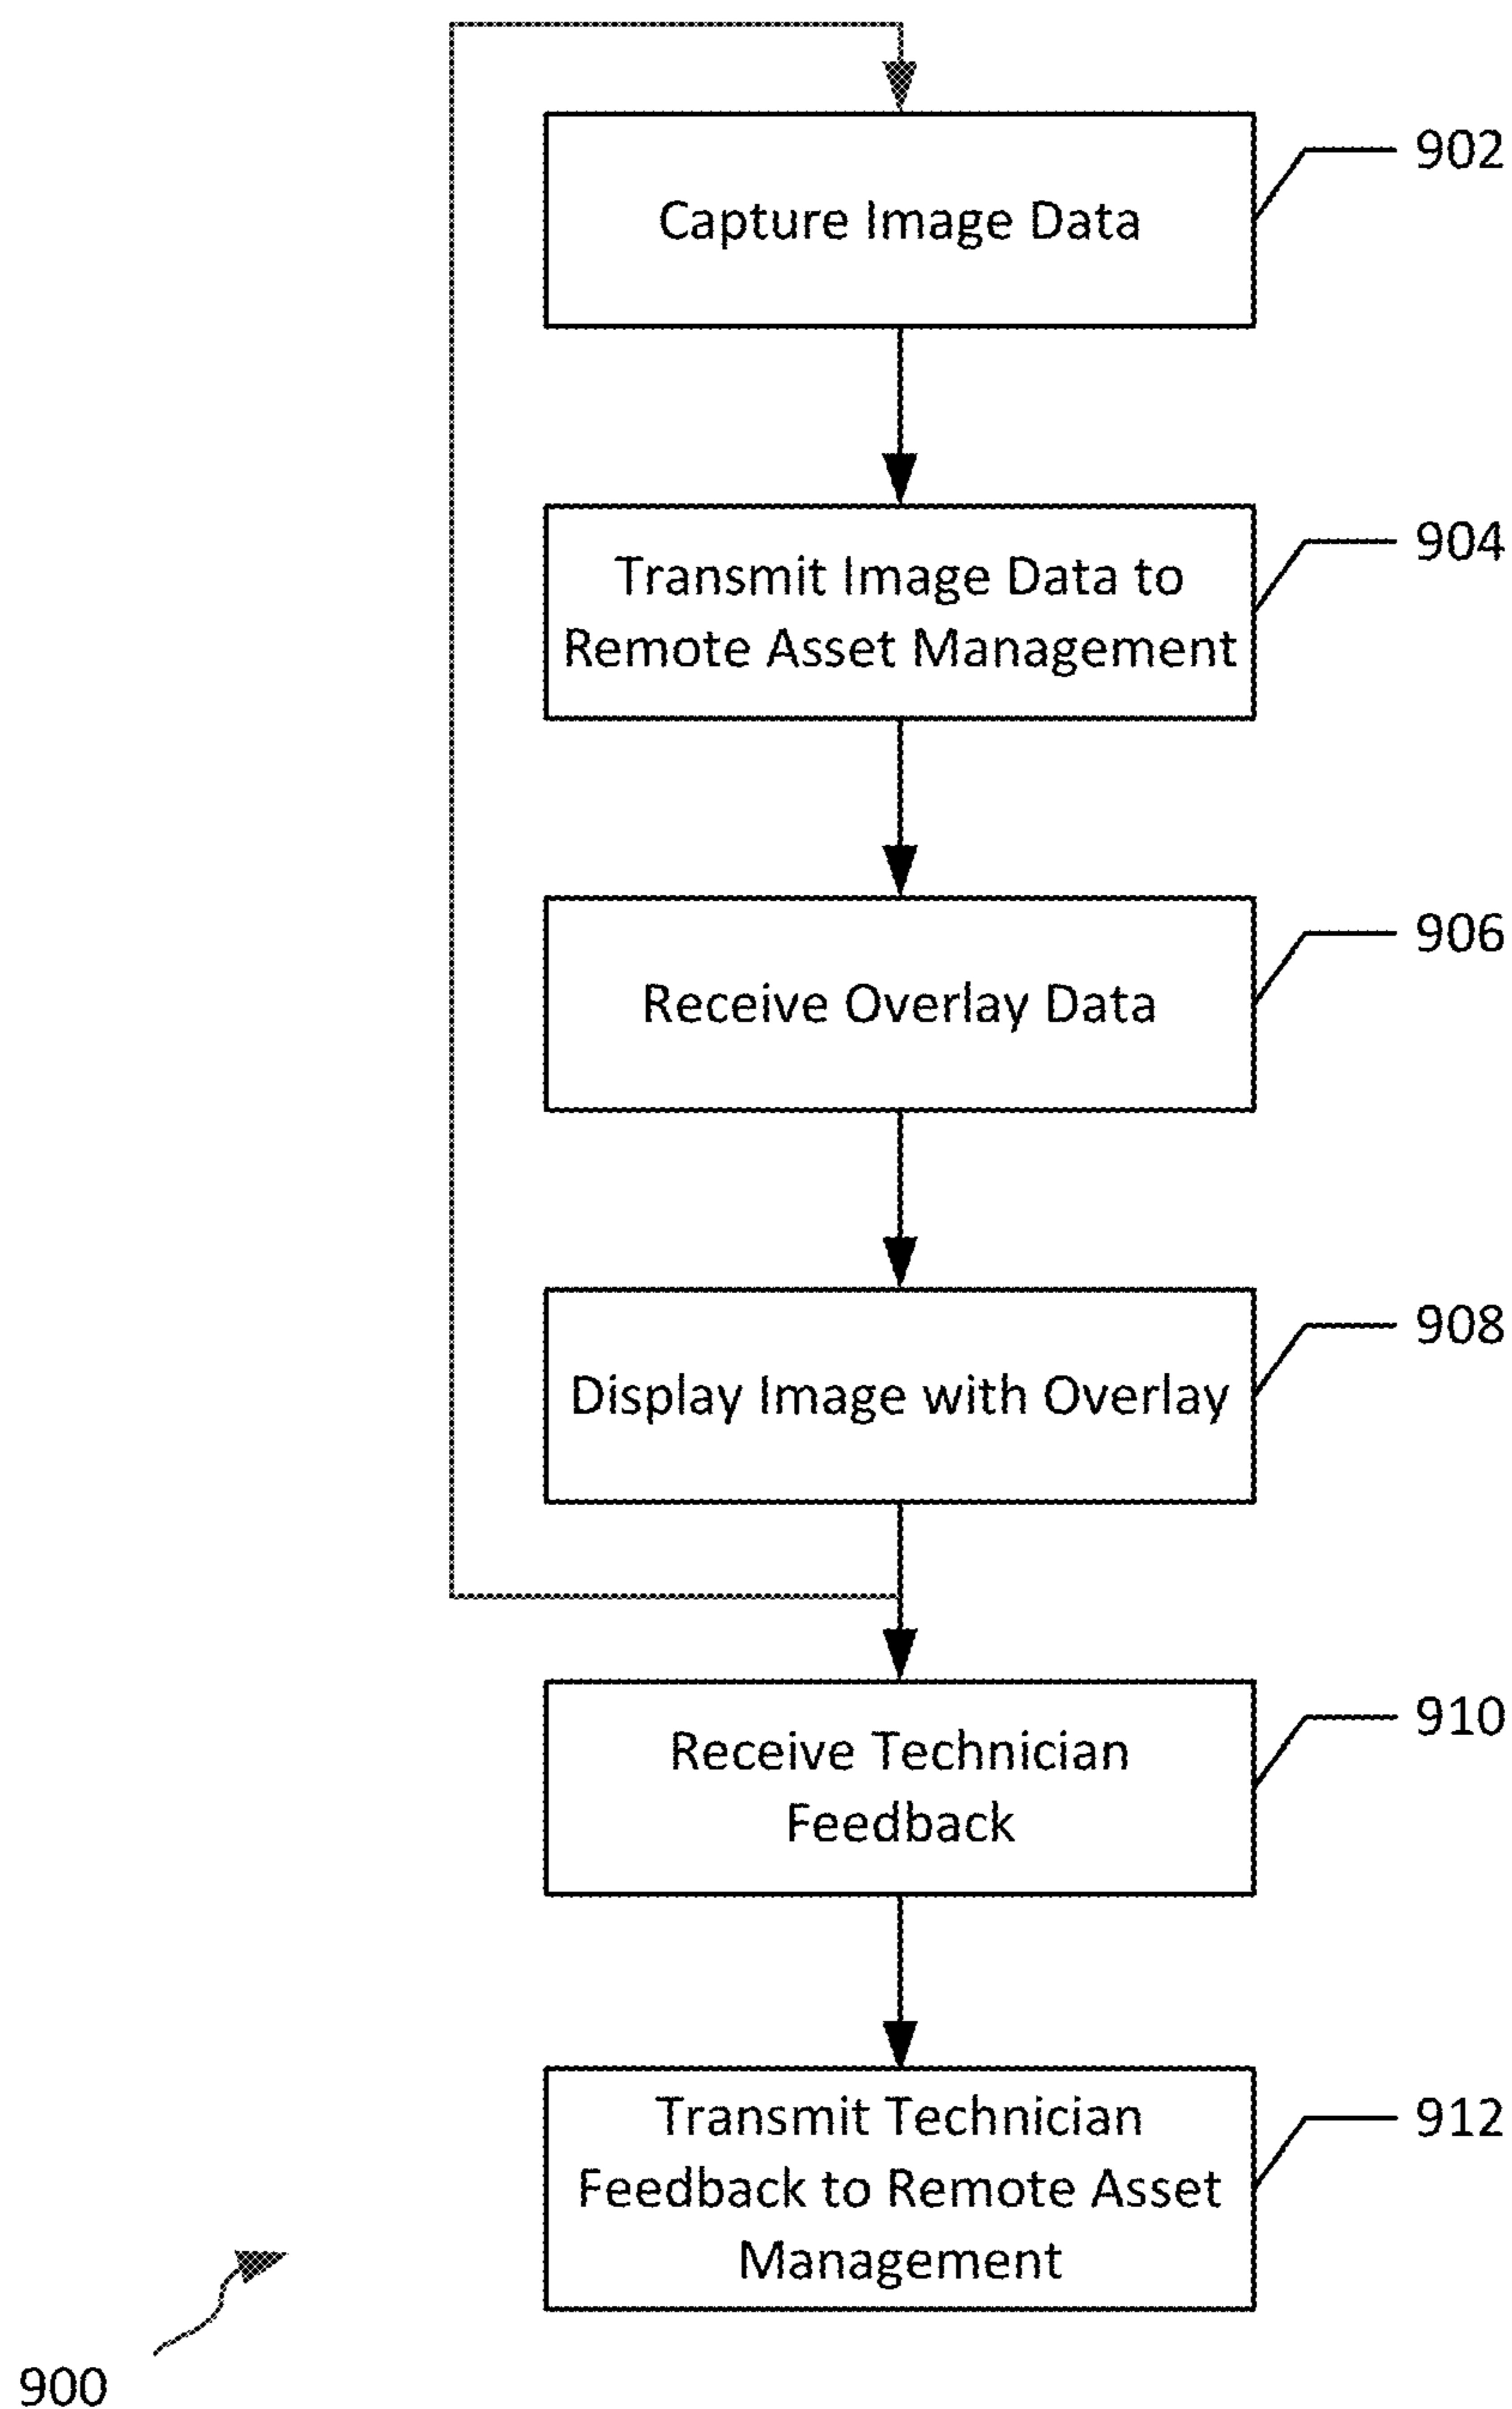 902
Capture Image Data
904
Transmit Image Data to
Remote Asset Management
906
Receive Overlay Data
908
Display Image with Overlay
910
Receive Technician
Feedback
912
Transmit Technician
Feedback to Remote Asset
Management
900